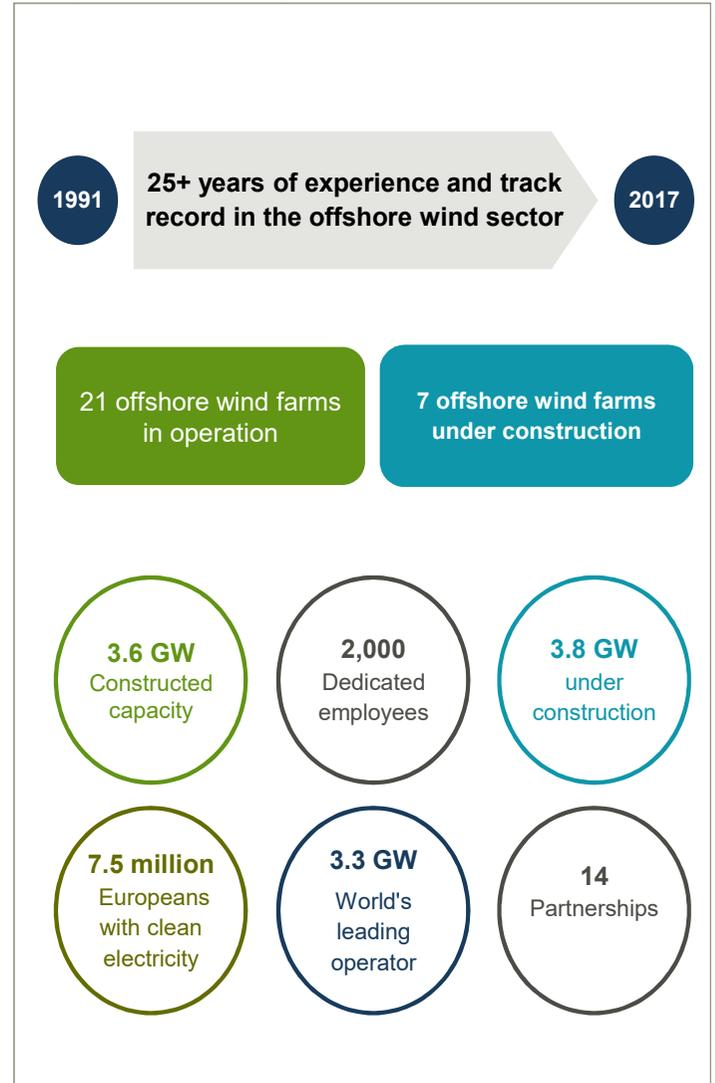 1991
25+ years of experience and track
record in the offshore wind sector
2017
21 offshore wind farms
in operation
7 offshore wind farms
under construction
3.6 GW
Constructed
capacity
2,000
Dedicated
employees
3.8 GW
under
construction
7.5 million
Europeans
with clean
electricity
3.3 GW
World's
leading
operator
14
Partnerships